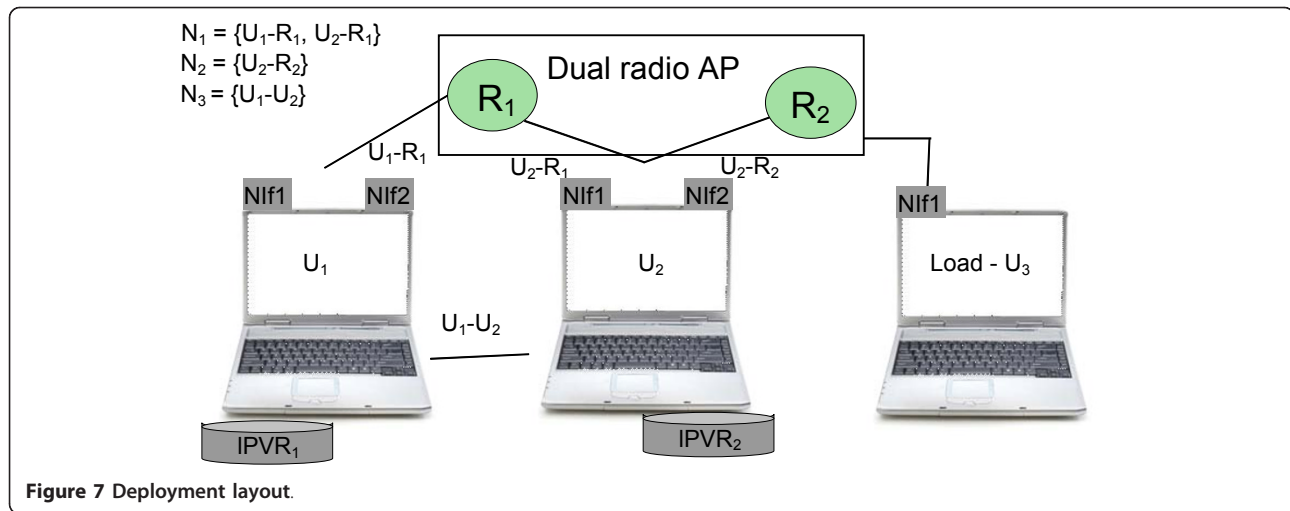 N₁ = {U₁-R₁, U₂-R₁}
N₂ = {U₂-R₂}
N₃ = {U₁-U₂}
Dual radio AP
R₁
R₂
U₁-R₁
U₂-R₁
U₂-R₂
NIf1
NIf2
NIf1
NIf2
NIf1
U₁
U₂
Load - U₃
U₁-U₂
IPVR₁
IPVR₂
Figure 7 Deployment layout.